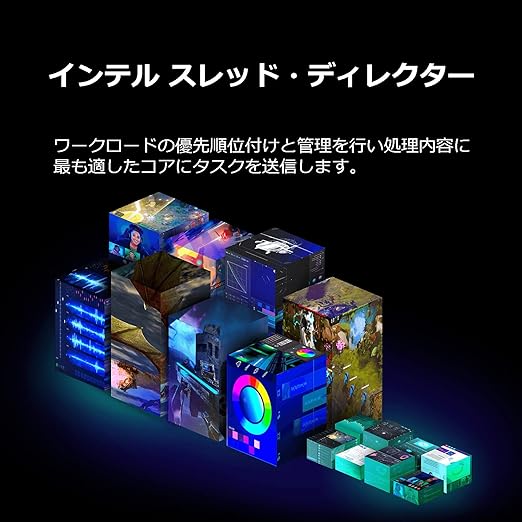 インテル スレッド・ディレクター
ワークロードの優先順位付けと管理を行い処理内容に
最も適したコアにタスクを送信します。